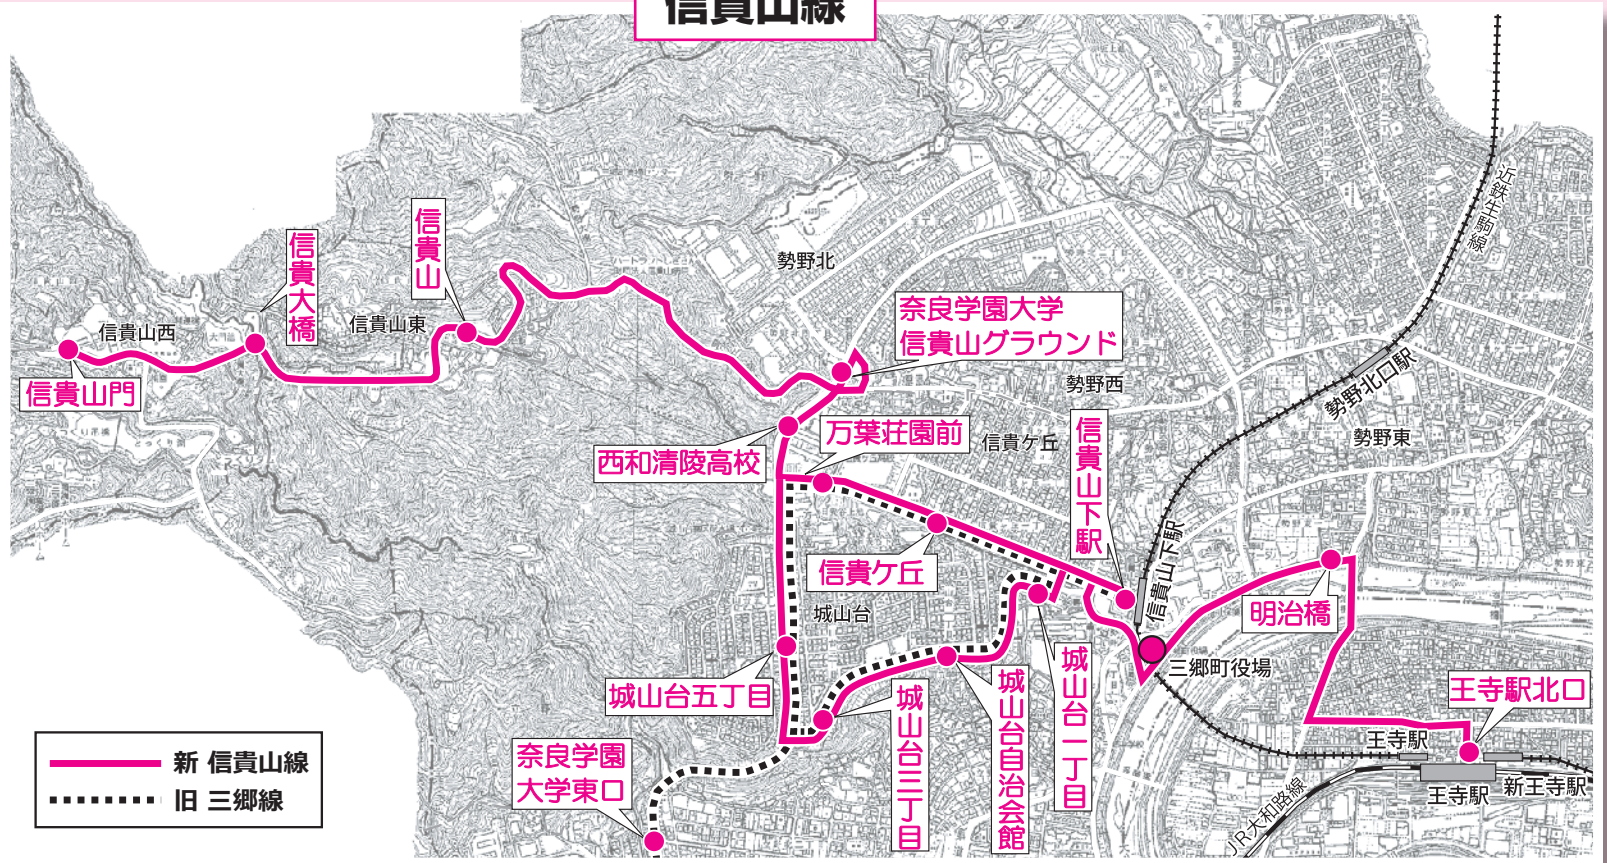 信貴山線
近鉄生駒線
信貴山
信貴大橋
勢野北
奈良学園大学
信貴山グラウンド
信貴山西
信貴山東
信貴山門
勢野西
勢野北口駅
万葉荘園前
信貴ケ丘
信貴山下駅
勢野東
西和清陵高校
信貴山下駅
信貴ケ丘
明治橋
城山台
三郷町役場
城山台五丁目
城山台三丁目
城山台自治会館
城山台一丁目
王寺駅北口
奈良学園
大学東口
王寺駅
新王寺駅
王寺駅
JR大和路線
新 信貴山線
旧 三郷線